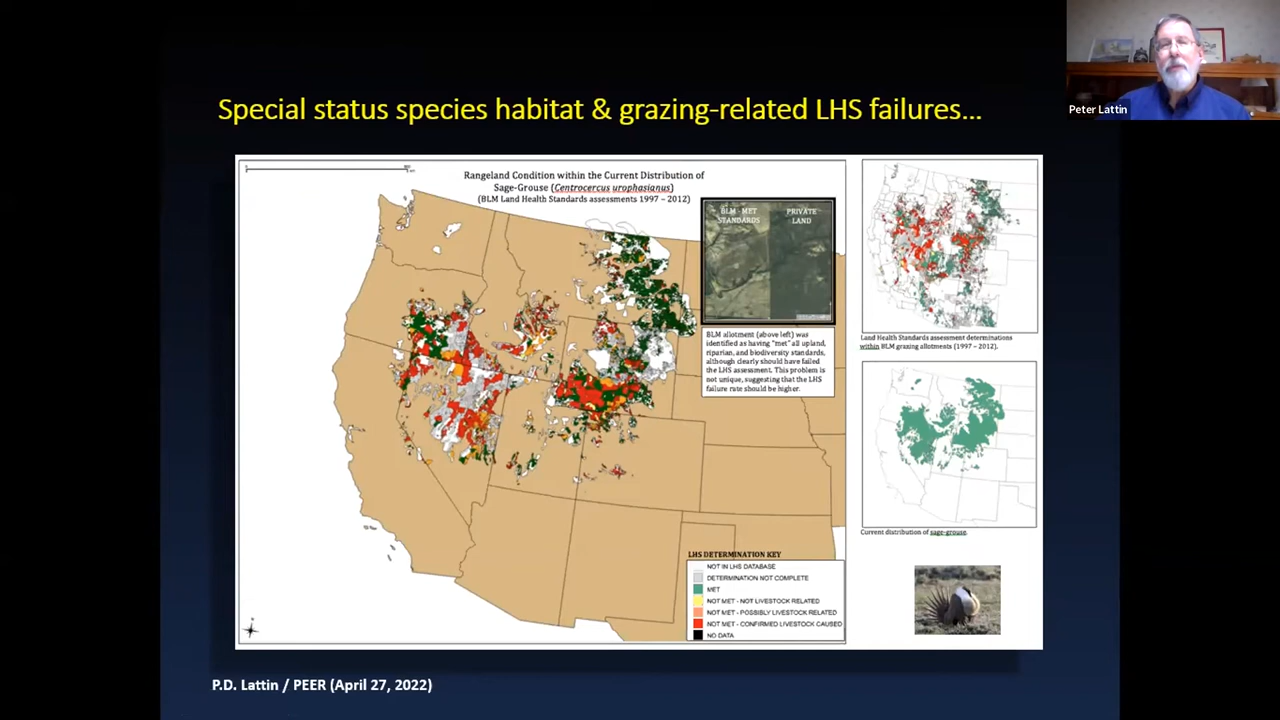 Peter Lattin
Special status species habitat & grazing-related LHS failures...
Rangeland Condition within the Current Distribution of
Sage-Grouse (Centrocercus urophasianus)
(BLM Land Health Standards assessments 1997 – 2012)
BLM - MET
STANDARDS
PRIVATE
LAND
BLM allotment (above left) was
identified as having "met" all upland,
riparian, and biodiversity standards,
although clearly should have failed
the LHS assessment. This problem is
not unique, suggesting that the LHS
failure rate should be higher.
Land Health Standards assessment determinations
within BLM grazing allotments (1997 – 2012).
Current distribution of sage-grouse.
LHS DETERMINATION KEY
NOT IN LHS DATABASE
DETERMINATION NOT COMPLETE
MET
NOT MET - NOT LIVESTOCK RELATED
NOT MET - POSSIBLY LIVESTOCK RELATED
NOT MET - CONFIRMED LIVESTOCK CAUSED
NO DATA
P.D. Lattin / PEER (April 27, 2022)